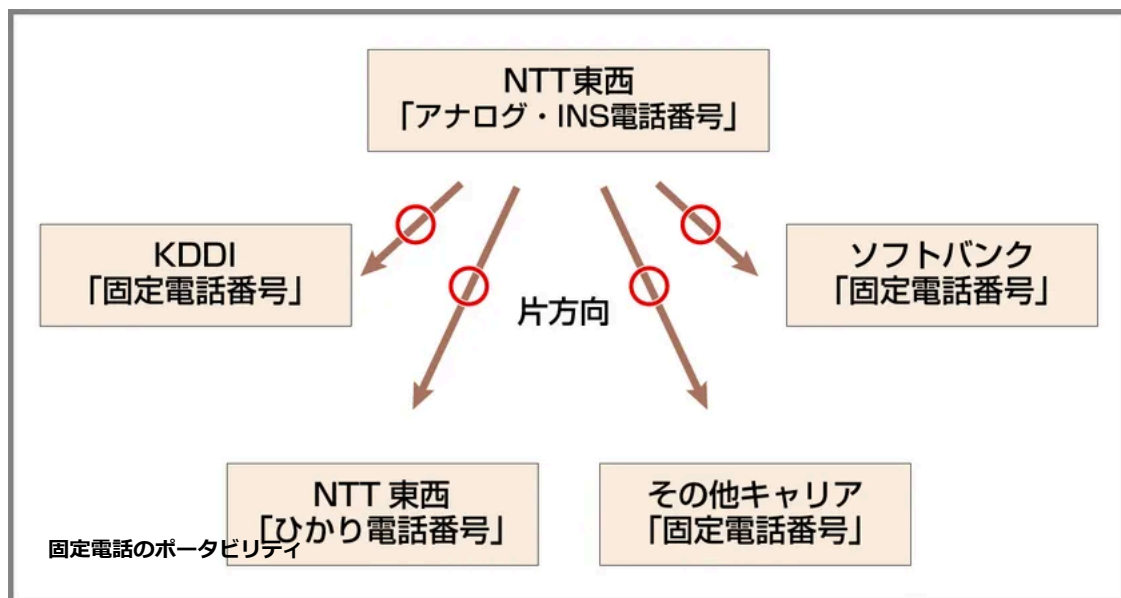 NTT東西
「アナログ・INS電話番号」
KDDI
「固定電話番号」
ソフトバンク
「固定電話番号」
片方向
NTT 東西
「ひかり電話番号」
その他キャリア
「固定電話番号」
固定電話のポータビリティ